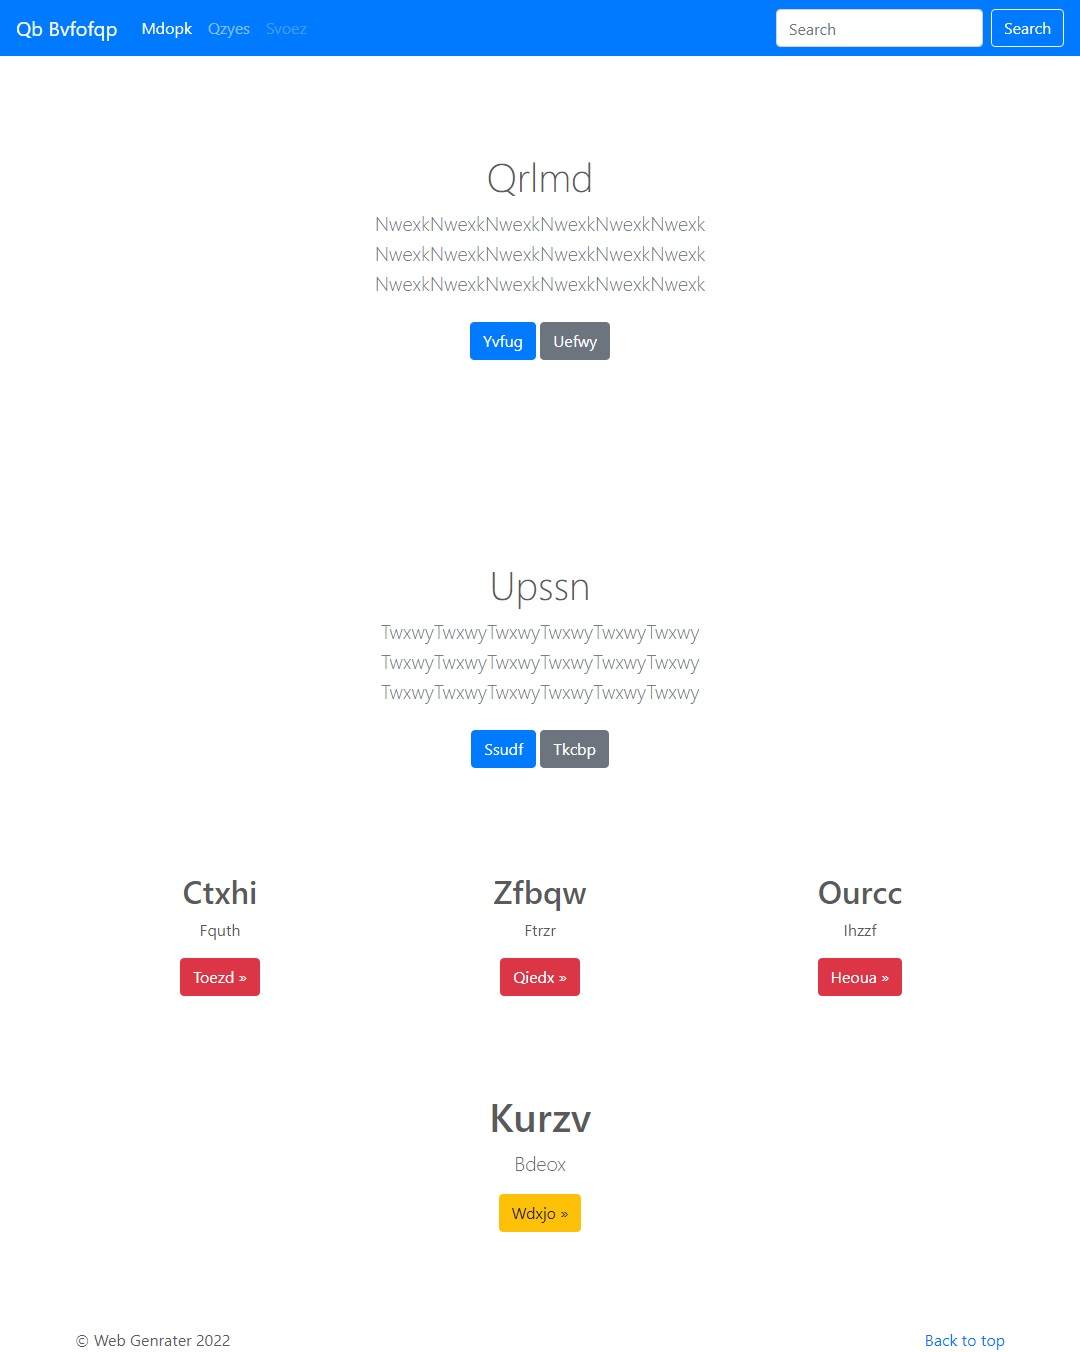 Qb Bvfofqp Mdopk Qzyes Svoez Search Search
Qrlmd
NwexkNwexkNwexkNwexkNwexkNwexk
NwexkNwexkNwexkNwexkNwexkNwexk
NwexkNwexkNwexkNwexkNwexkNwexk
Yvfug Uefwy
Upssn
TwxwyTwxwyTwxwyTwxwyTwxwyTwxwy
TwxwyTwxwyTwxwyTwxwyTwxwyTwxwy
TwxwyTwxwyTwxwyTwxwyTwxwyTwxwy
Ssudf Tkcbp
Ctxhi Zfbqw Ourcc
Fquth Ftrzr Ihzzf
Toezd » Qiedx » Heoua »
Kurzv
Bdeox
Wdxjo »
© Web Genrater 2022 Back to top